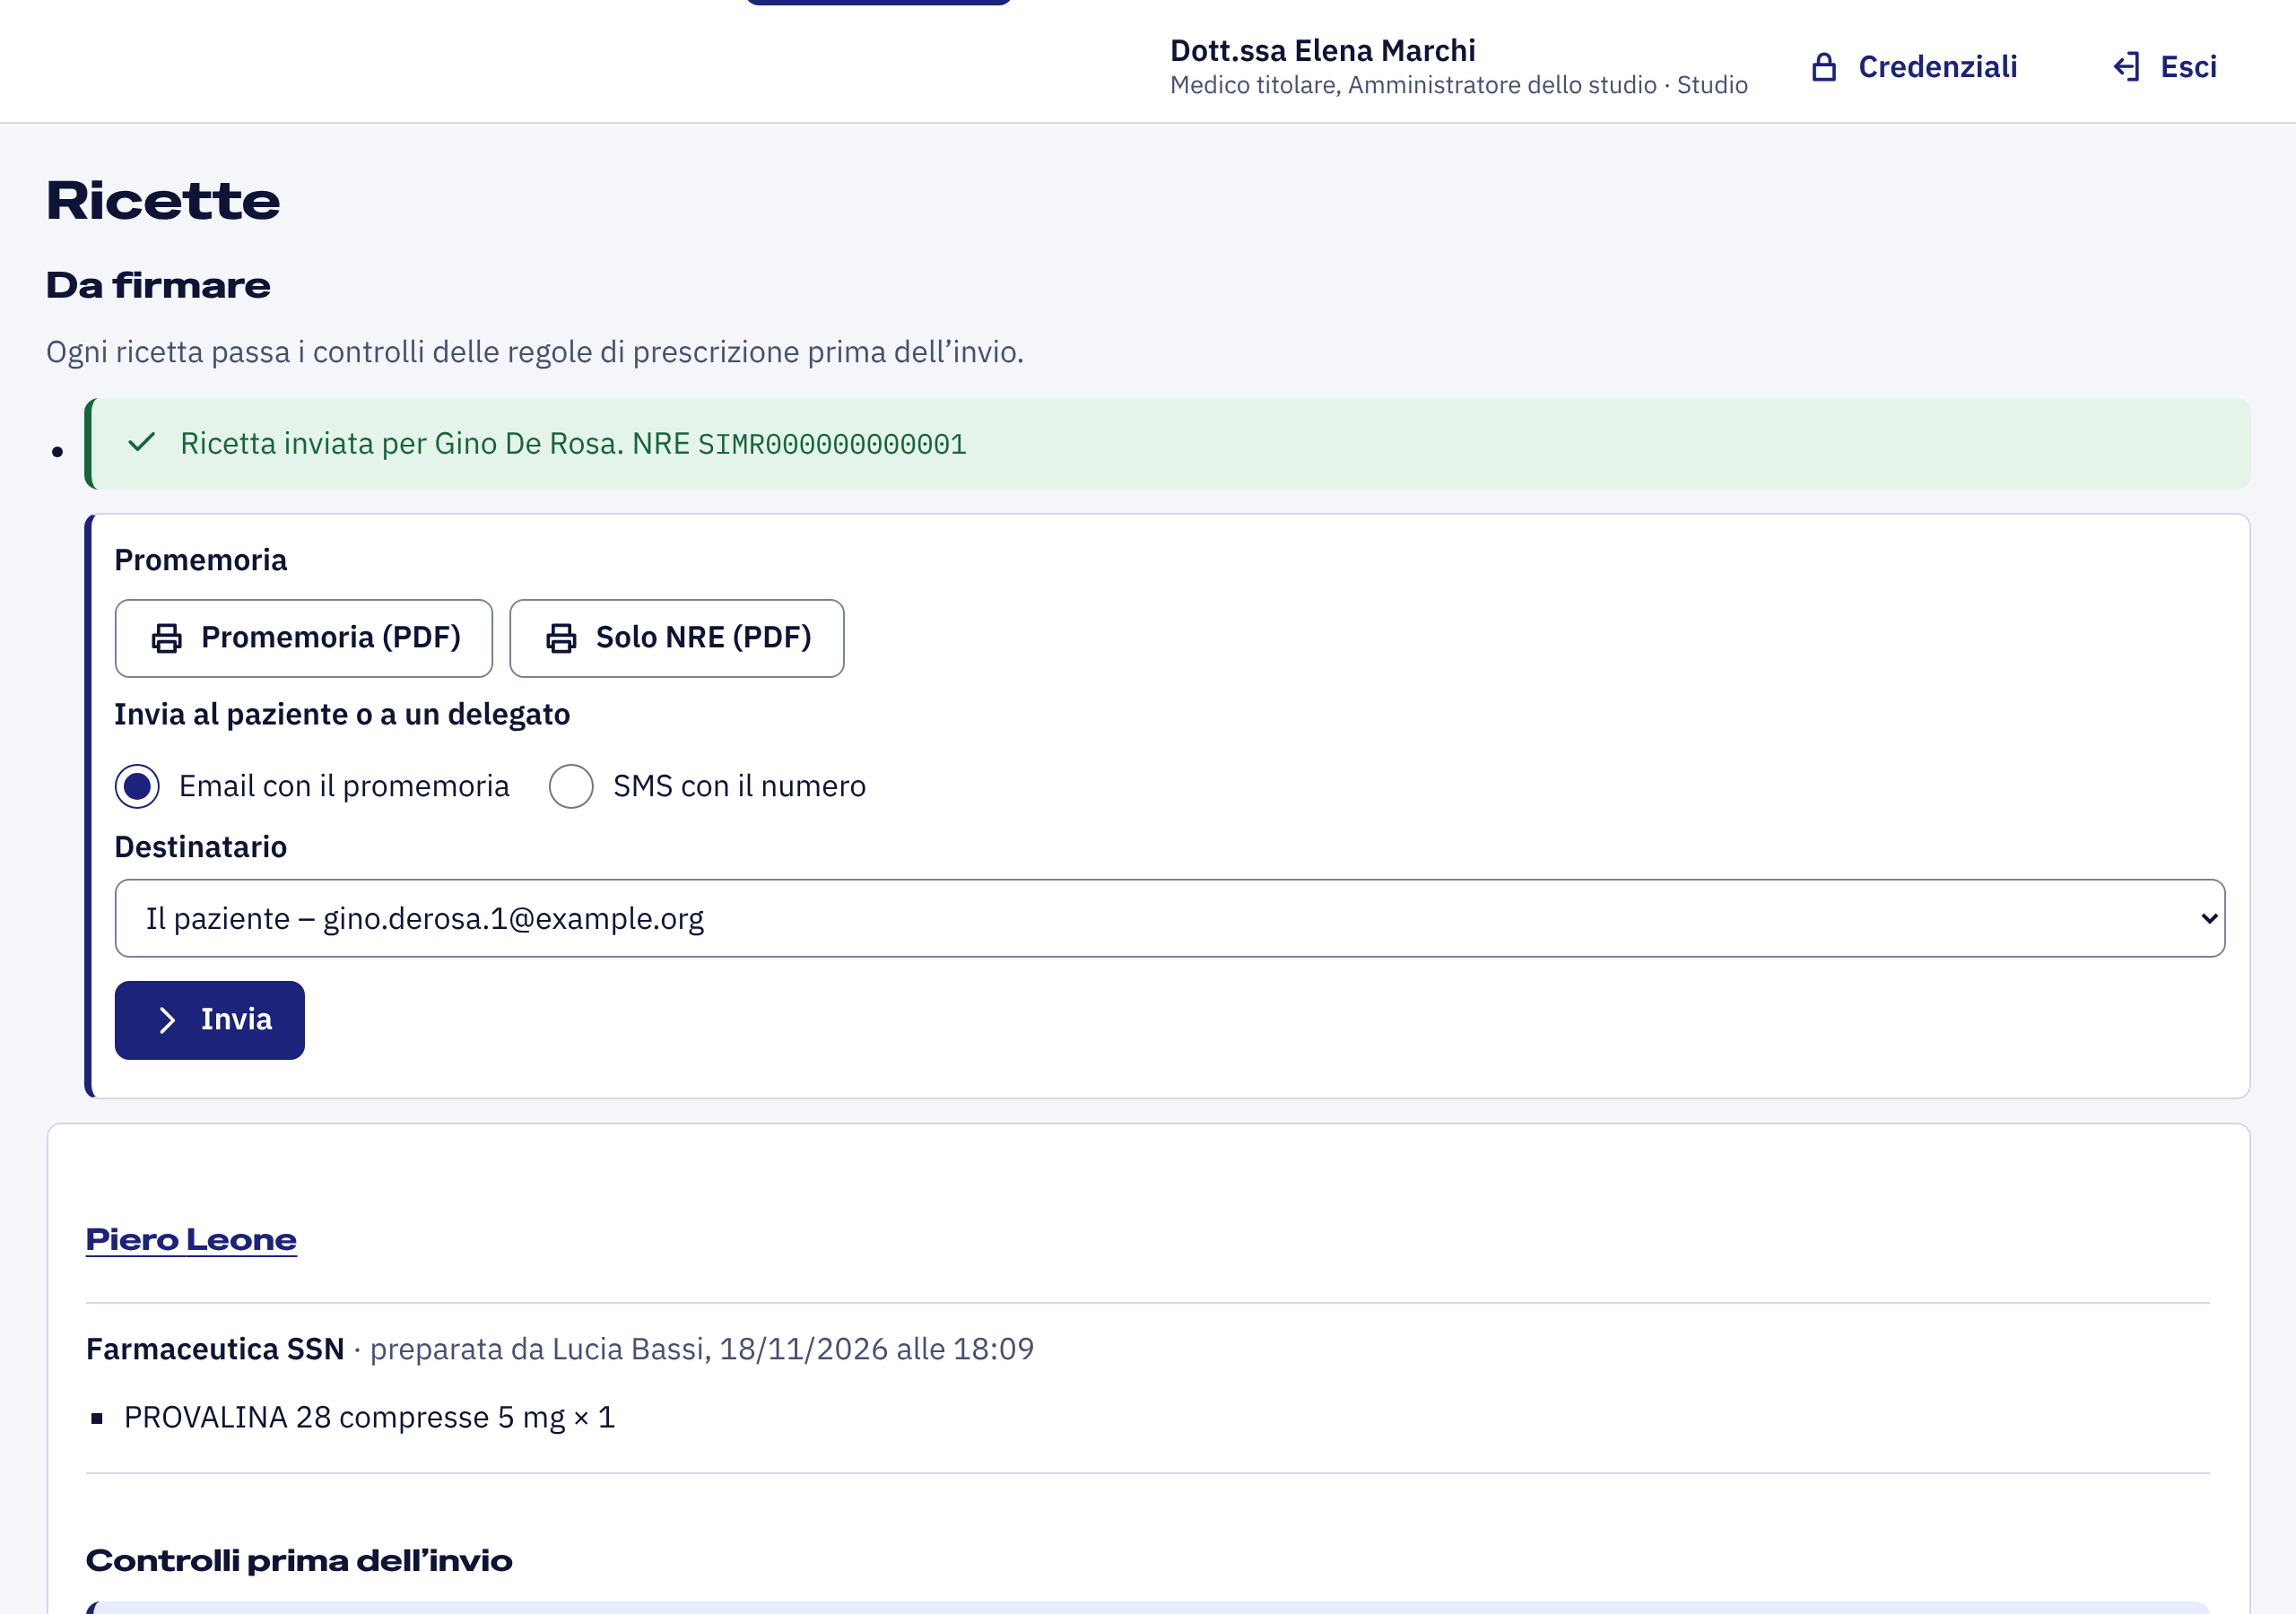 Dott.ssa Elena Marchi
Medico titolare, Amministratore dello studio · Studio
Credenziali
Esci
Ricette
Da firmare
Ogni ricetta passa i controlli delle regole di prescrizione prima dell’invio.
Ricetta inviata per Gino De Rosa. NRE SIMR000000000001
Promemoria
Promemoria (PDF)
Solo NRE (PDF)
Invia al paziente o a un delegato
Email con il promemoria
SMS con il numero
Destinatario
Il paziente – gino.derosa.1@example.org
Invia
Piero Leone
Farmaceutica SSN · preparata da Lucia Bassi, 18/11/2026 alle 18:09
PROVALINA 28 compresse 5 mg × 1
Controlli prima dell’invio